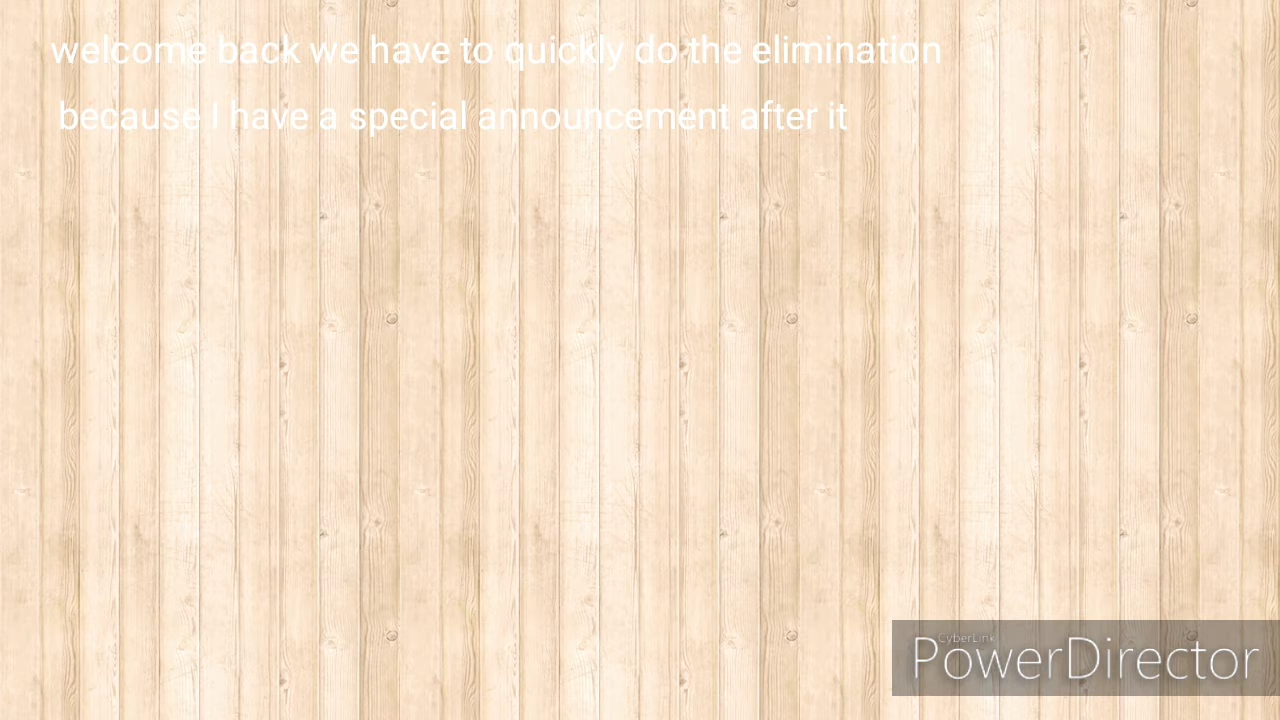 welcome back we have to quickly do the elimination
because I have a special announcement after it
CyberLink
PowerDirector